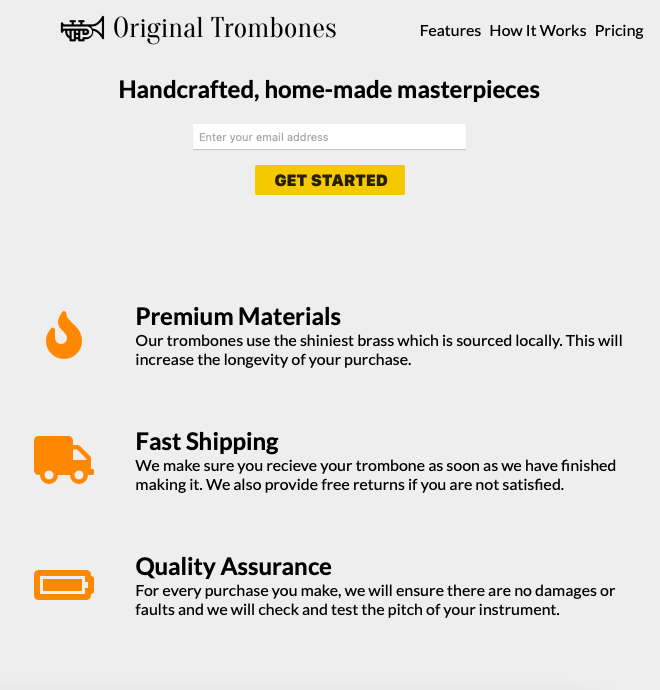 Original Trombones
Features How It Works Pricing
Handcrafted, home-made masterpieces
Enter your email address
GET STARTED
Premium Materials
Our trombones use the shiniest brass which is sourced locally. This will
increase the longevity of your purchase.
Fast Shipping
We make sure you recieve your trombone as soon as we have finished
making it. We also provide free returns if you are not satisfied.
Quality Assurance
For every purchase you make, we will ensure there are no damages or
faults and we will check and test the pitch of your instrument.